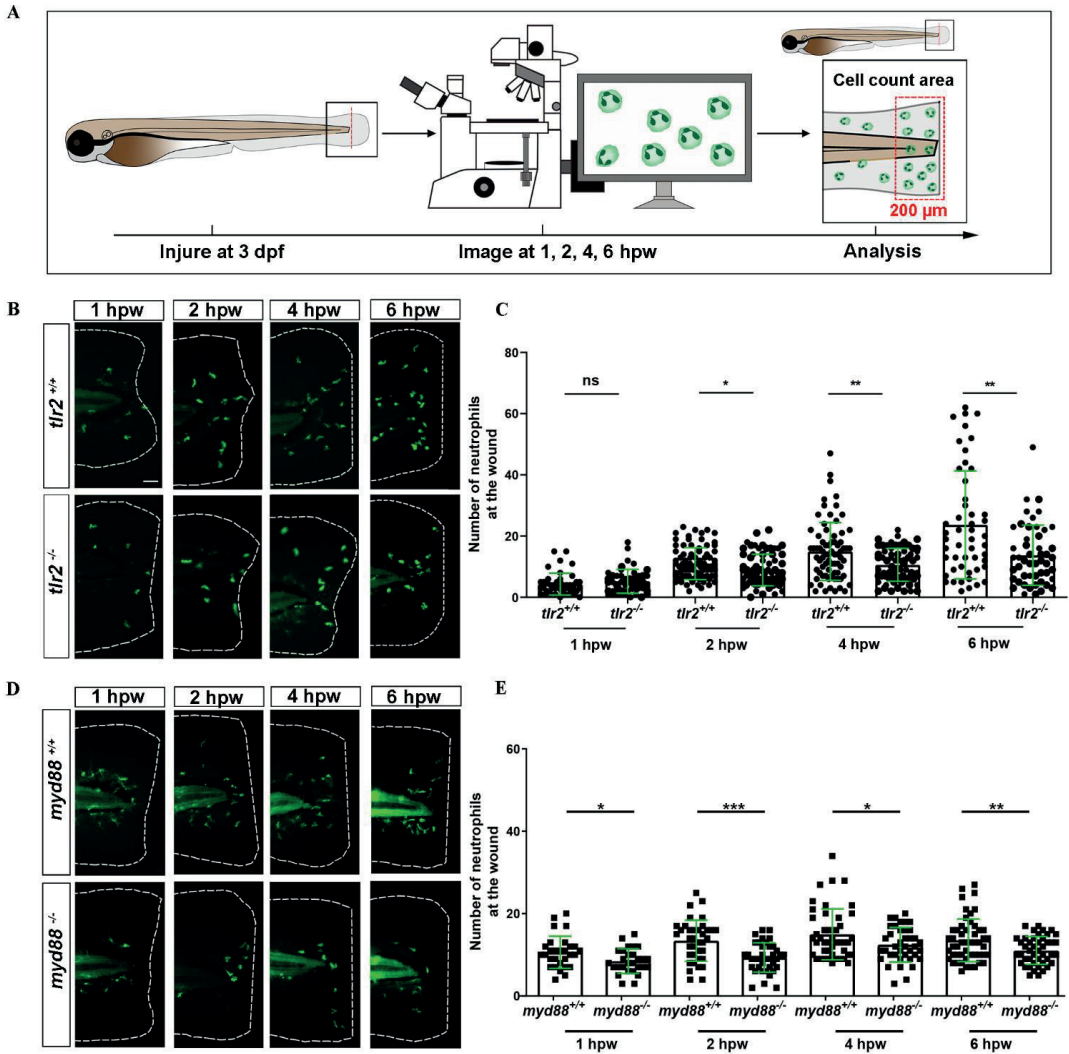 A
Cell count area
200 µm
Injure at 3 dpf
Image at 1, 2, 4, 6 hpw
Analysis
B
1 hpw
2 hpw
4 hpw
6 hpw
tlr2 +/+
tlr2 -/-
C
Number of neutrophils
at the wound
80
60
40
20
0
ns
*
**
**
tlr2+/+
tlr2-/-
tlr2+/+
tlr2-/-
tlr2+/+
tlr2-/-
tlr2+/+
tlr2-/-
1 hpw
2 hpw
4 hpw
6 hpw
D
1 hpw
2 hpw
4 hpw
6 hpw
myd88 +/+
myd88 -/-
E
Number of neutrophils
at the wound
60
40
20
0
*
***
*
**
myd88+/+
myd88-/-
myd88+/+
myd88-/-
myd88+/+
myd88-/-
myd88+/+
myd88-/-
1 hpw
2 hpw
4 hpw
6 hpw